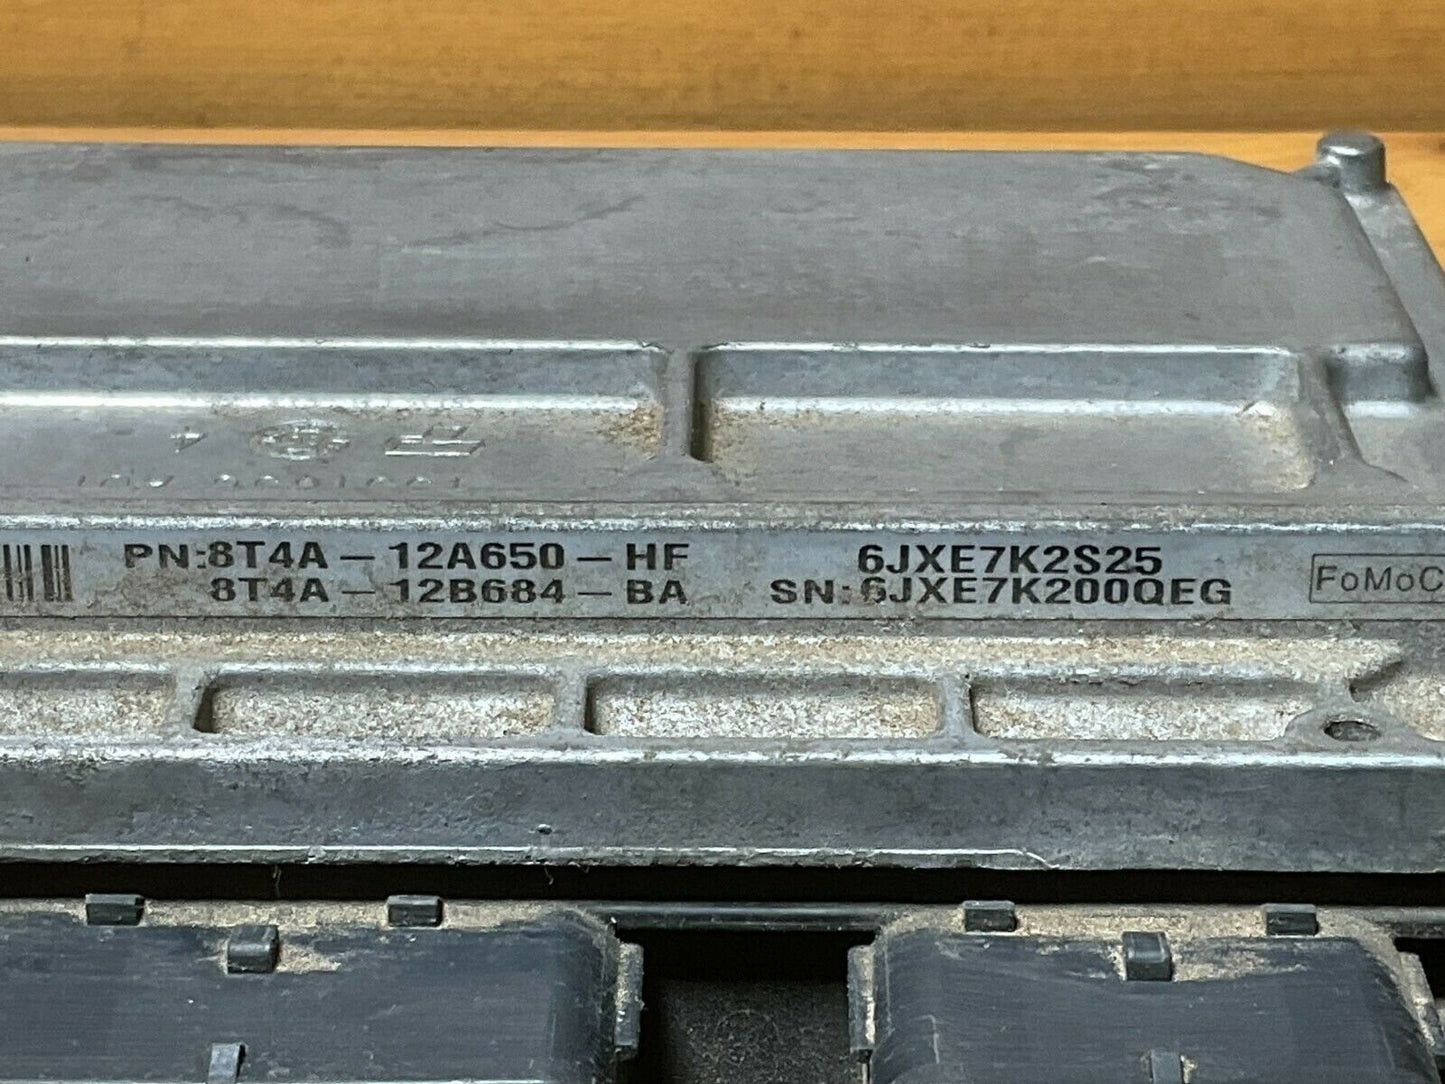 PN:8T4A-12A650-HF 6JXE7K2S25
8T4A-12B684-BA SN:6JXE7K200QEG
FoMoC